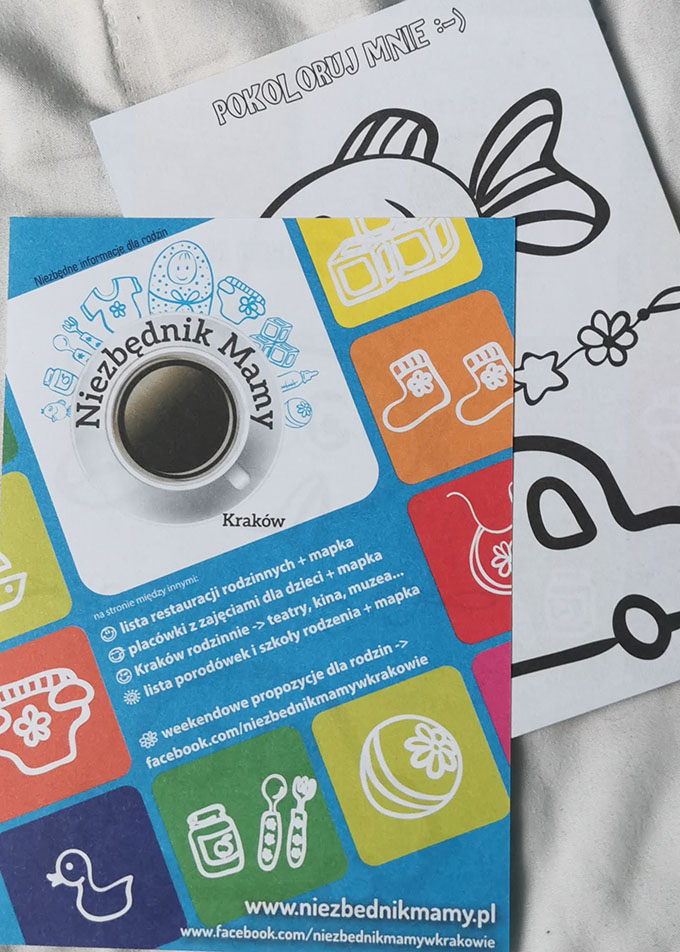 POKOLORUJ MNIE :-)
Niezbędne informacje dla rodzin
Niezbędnik Mamy
Kraków
na stronie między innymi:
lista restauracji rodzinnych + mapka
placówki z zajęciami dla dzieci + mapka
Kraków rodzinnie -> teatry, kina, muzea...
lista porodówek i szkoły rodzenia + mapka
weekendowe propozycje dla rodzin ->
facebook.com/niezbednikmamywkrakowie
www.niezbednikmamy.pl
www.facebook.com/niezbednikmamywkrakowie